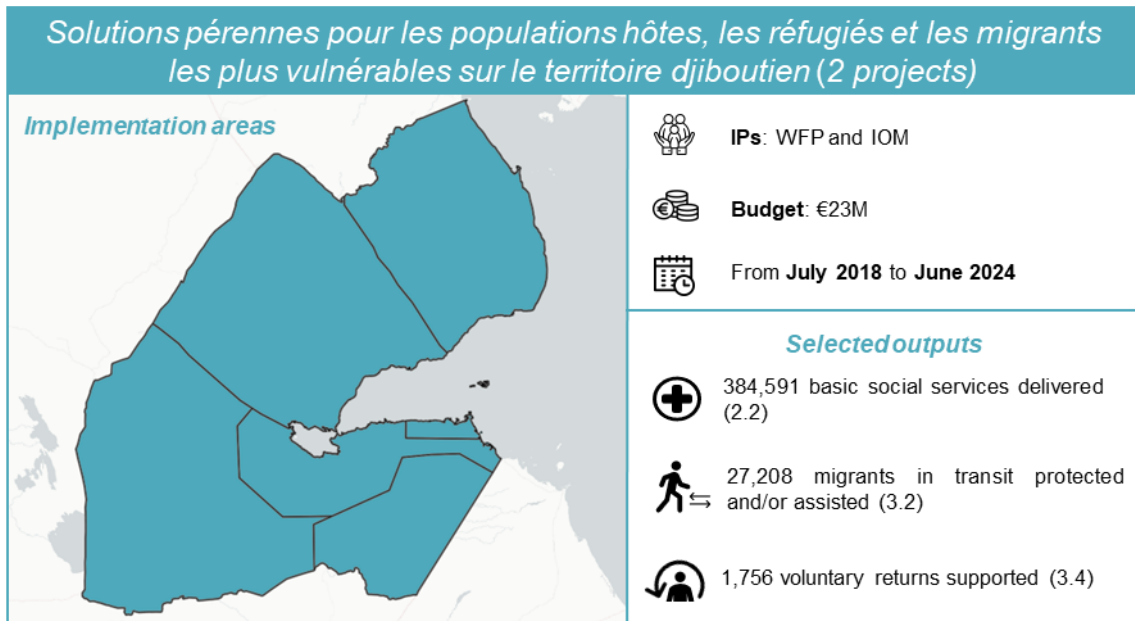 Solutions pérennes pour les populations hôtes, les réfugiés et les migrants
les plus vulnérables sur le territoire djiboutien (2 projects)
Implementation areas
IPs: WFP and IOM
Budget: €23M
From July 2018 to June 2024
Selected outputs
384,591 basic social services delivered
(2.2)
27,208 migrants in transit protected
and/or assisted (3.2)
1,756 voluntary returns supported (3.4)